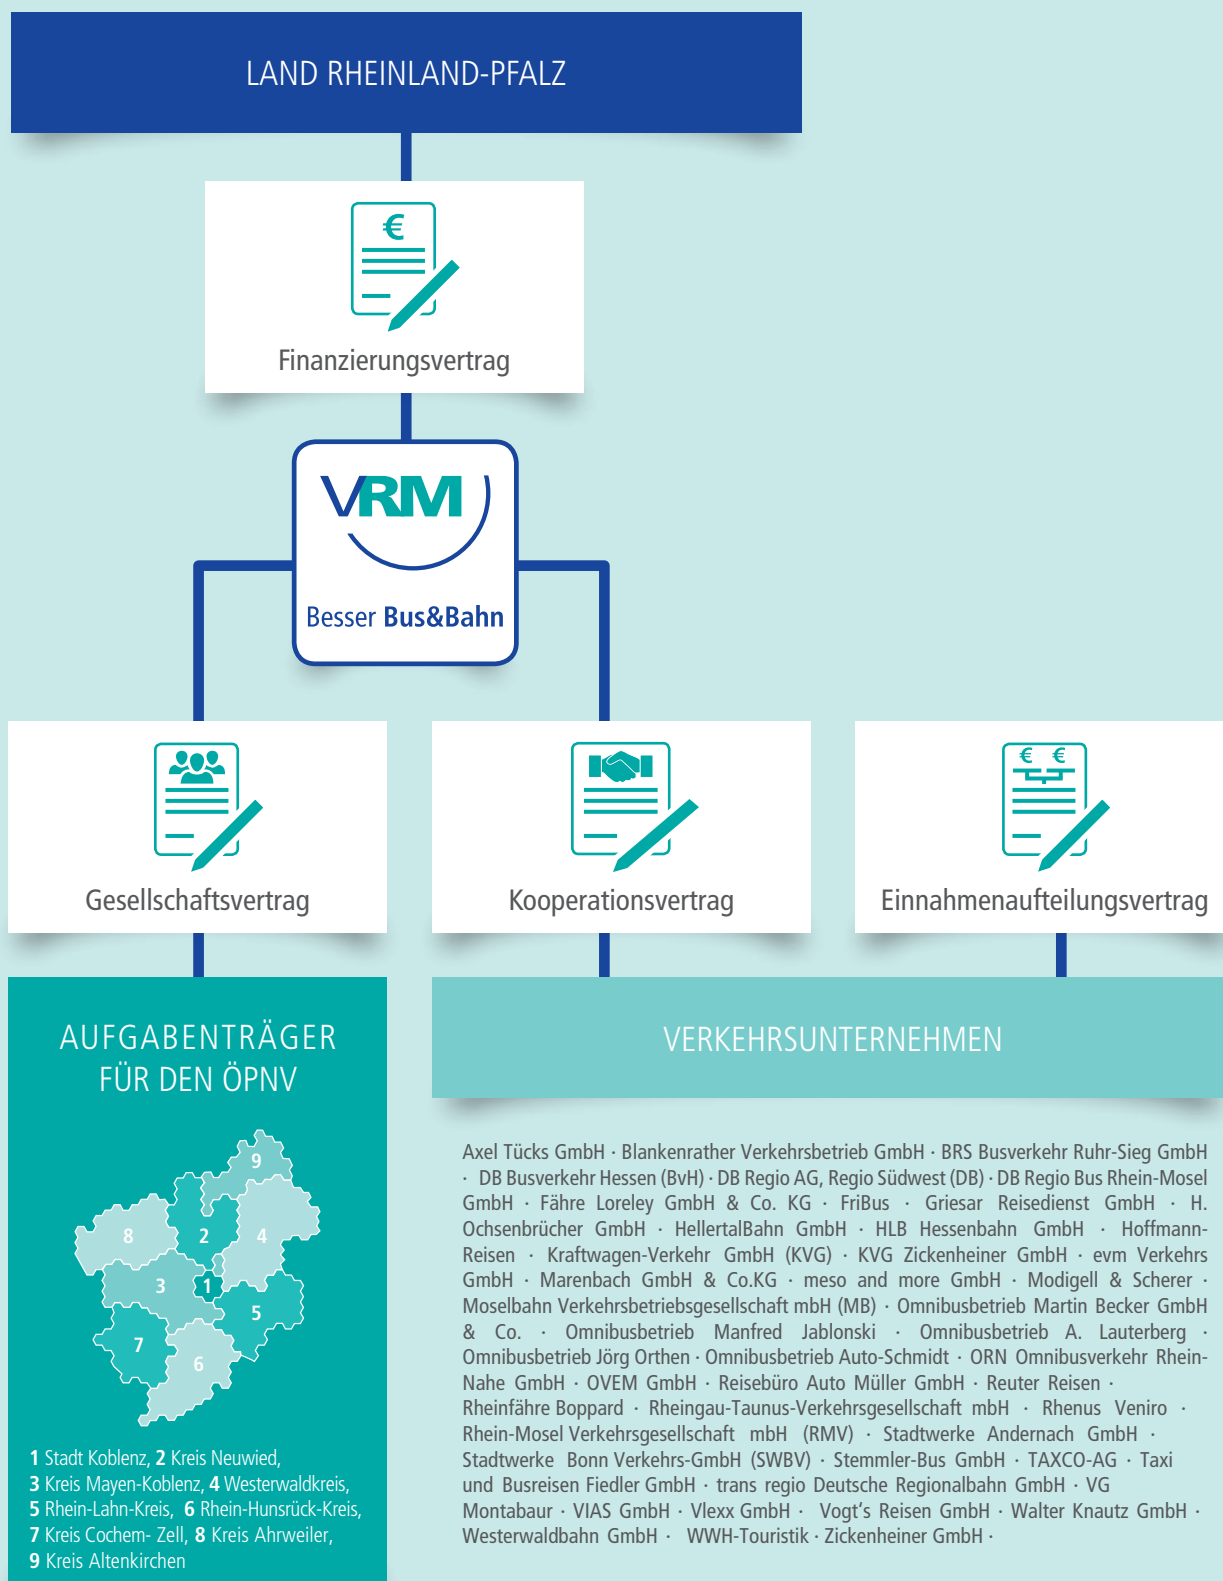 LAND RHEINLAND-PFALZ
€
Finanzierungsvertrag
VRM
Besser Bus&Bahn
Gesellschaftsvertrag
Kooperationsvertrag
€ €
Einnahmenaufteilungsvertrag
AUFGABENTRÄGER
FÜR DEN ÖPNV
9
8
2
4
3
1
5
7
6
1 Stadt Koblenz, 2 Kreis Neuwied,
3 Kreis Mayen-Koblenz, 4 Westerwaldkreis,
5 Rhein-Lahn-Kreis, 6 Rhein-Hunsrück-Kreis,
7 Kreis Cochem- Zell, 8 Kreis Ahrweiler,
9 Kreis Altenkirchen
VERKEHRSUNTERNEHMEN
Axel Tücks GmbH · Blankenrather Verkehrsbetrieb GmbH · BRS Busverkehr Ruhr-Sieg GmbH
· DB Busverkehr Hessen (BvH) · DB Regio AG, Regio Südwest (DB) · DB Regio Bus Rhein-Mosel
GmbH · Fähre Loreley GmbH & Co. KG · FriBus · Griesar Reisedienst GmbH · H.
Ochsenbrücher GmbH · HellertalBahn GmbH · HLB Hessenbahn GmbH · Hoffmann-
Reisen · Kraftwagen-Verkehr GmbH (KVG) · KVG Zickenheiner GmbH · evm Verkehrs
GmbH · Marenbach GmbH & Co.KG · meso and more GmbH · Modigell & Scherer ·
Moselbahn Verkehrsbetriebsgesellschaft mbH (MB) · Omnibusbetrieb Martin Becker GmbH
& Co. · Omnibusbetrieb Manfred Jablonski · Omnibusbetrieb A. Lauterberg ·
Omnibusbetrieb Jörg Orthen · Omnibusbetrieb Auto-Schmidt · ORN Omnibusverkehr Rhein-
Nahe GmbH · OVEM GmbH · Reisebüro Auto Müller GmbH · Reuter Reisen ·
Rheinfähre Boppard · Rheingau-Taunus-Verkehrsgesellschaft mbH · Rhenus Veniro ·
Rhein-Mosel Verkehrsgesellschaft mbH (RMV) · Stadtwerke Andernach GmbH ·
Stadtwerke Bonn Verkehrs-GmbH (SWBV) · Stemmler-Bus GmbH · TAXCO-AG · Taxi
und Busreisen Fiedler GmbH · trans regio Deutsche Regionalbahn GmbH · VG
Montabaur · VIAS GmbH · Vlexx GmbH · Vogt's Reisen GmbH · Walter Knautz GmbH ·
Westerwaldbahn GmbH · WWH-Touristik · Zickenheiner GmbH ·